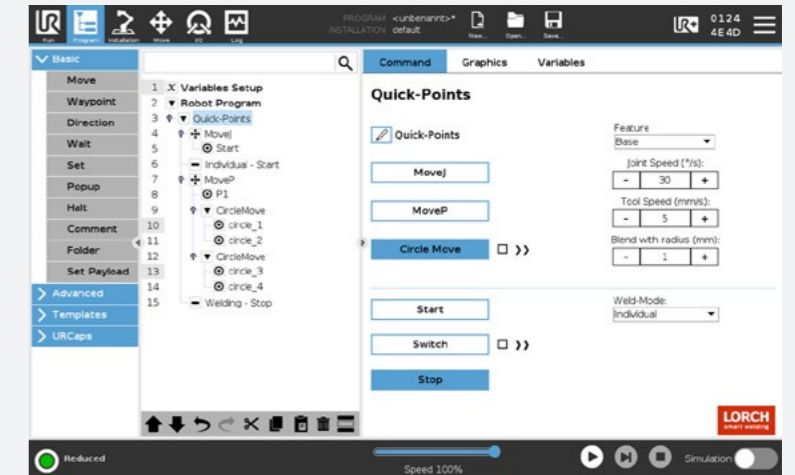 UR
PROGRAM <unbenannt>*
INSTALLATION default
Run
Program
Installation
Move
I/O
Log
New...
Open...
Save...
UR+
0124
4E4D
Basic
Move
Waypoint
Direction
Wait
Set
Popup
Halt
Comment
Folder
Set Payload
Advanced
Templates
URCaps
1 X Variables Setup
2 Robot Program
3 Quick-Points
4 MoveJ
5 Start
6 Individual - Start
7 MoveP
8 P1
9 CircleMove
10 circle_1
11 circle_2
12 CircleMove
13 circle_3
14 circle_4
15 Welding - Stop
Command Graphics Variables
Quick-Points
Quick-Points
MoveJ
MoveP
Circle Move
Start
Switch
Stop
Feature
Base
Joint Speed (°/s):
- 30 +
Tool Speed (mm/s):
- 5 +
Blend with radius (mm):
- 1 +
Weld-Mode:
Individual
LORCH
smart welding
Reduced
Speed 100%
Simulation